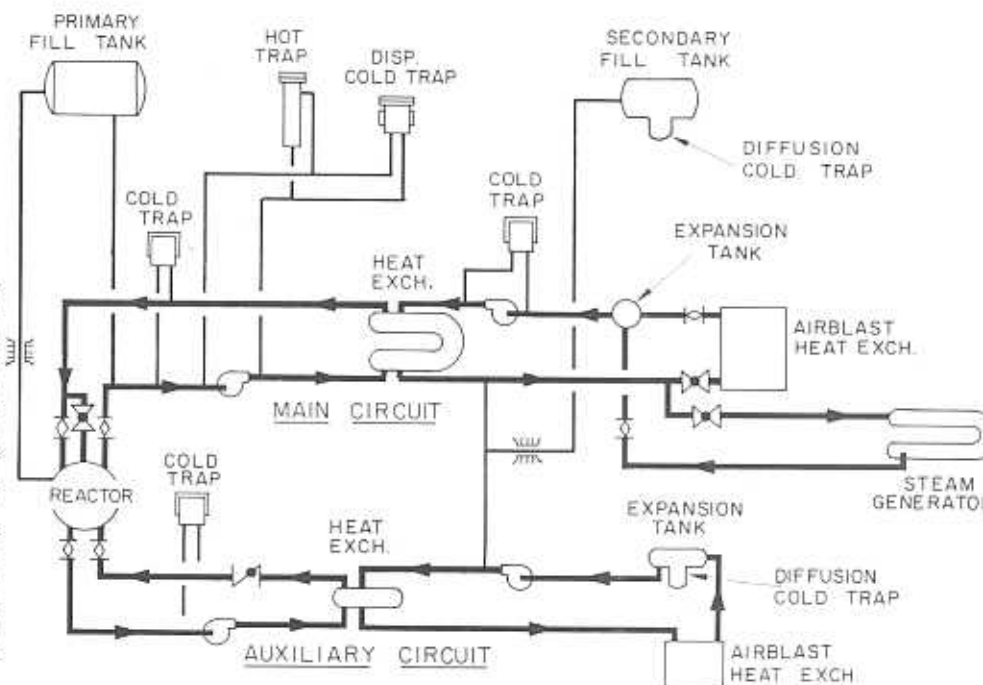 PRIMARY
FILL TANK
HOT
TRAP
DISP.
COLD TRAP
SECONDARY
FILL TANK
DIFFUSION
COLD TRAP
COLD
TRAP
COLD
TRAP
EXPANSION
TANK
HEAT
EXCH.
AIRBLAST
HEAT EXCH.
MAIN CIRCUIT
COLD
TRAP
REACTOR
STEAM
GENERATOR
HEAT
EXCH.
EXPANSION
TANK
DIFFUSION
COLD TRAP
AUXILIARY CIRCUIT
AIRBLAST
HEAT EXCH.